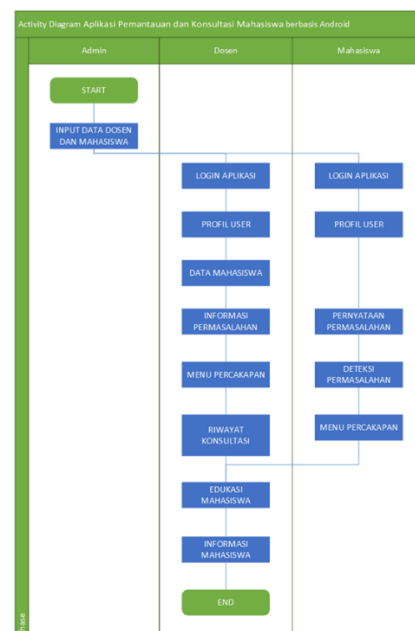 Activity Diagram Aplikasi Pemantauan dan Konsultasi Mahasiswa berbasis Android
Admin
Dosen
Mahasiswa
START
INPUT DATA DOSEN
DAN MAHASISWA
LOGIN APLIKASI
LOGIN APLIKASI
PROFIL USER
PROFIL USER
DATA MAHASISWA
INFORMASI
PERMASALAHAN
PERNYATAAN
PERMASALAHAN
MENU PERCAKAPAN
DETEKSI
PERMASALAHAN
RIWAYAT
KONSULTASI
MENU PERCAKAPAN
EDUKASI
MAHASISWA
INFORMASI
MAHASISWA
END
hase